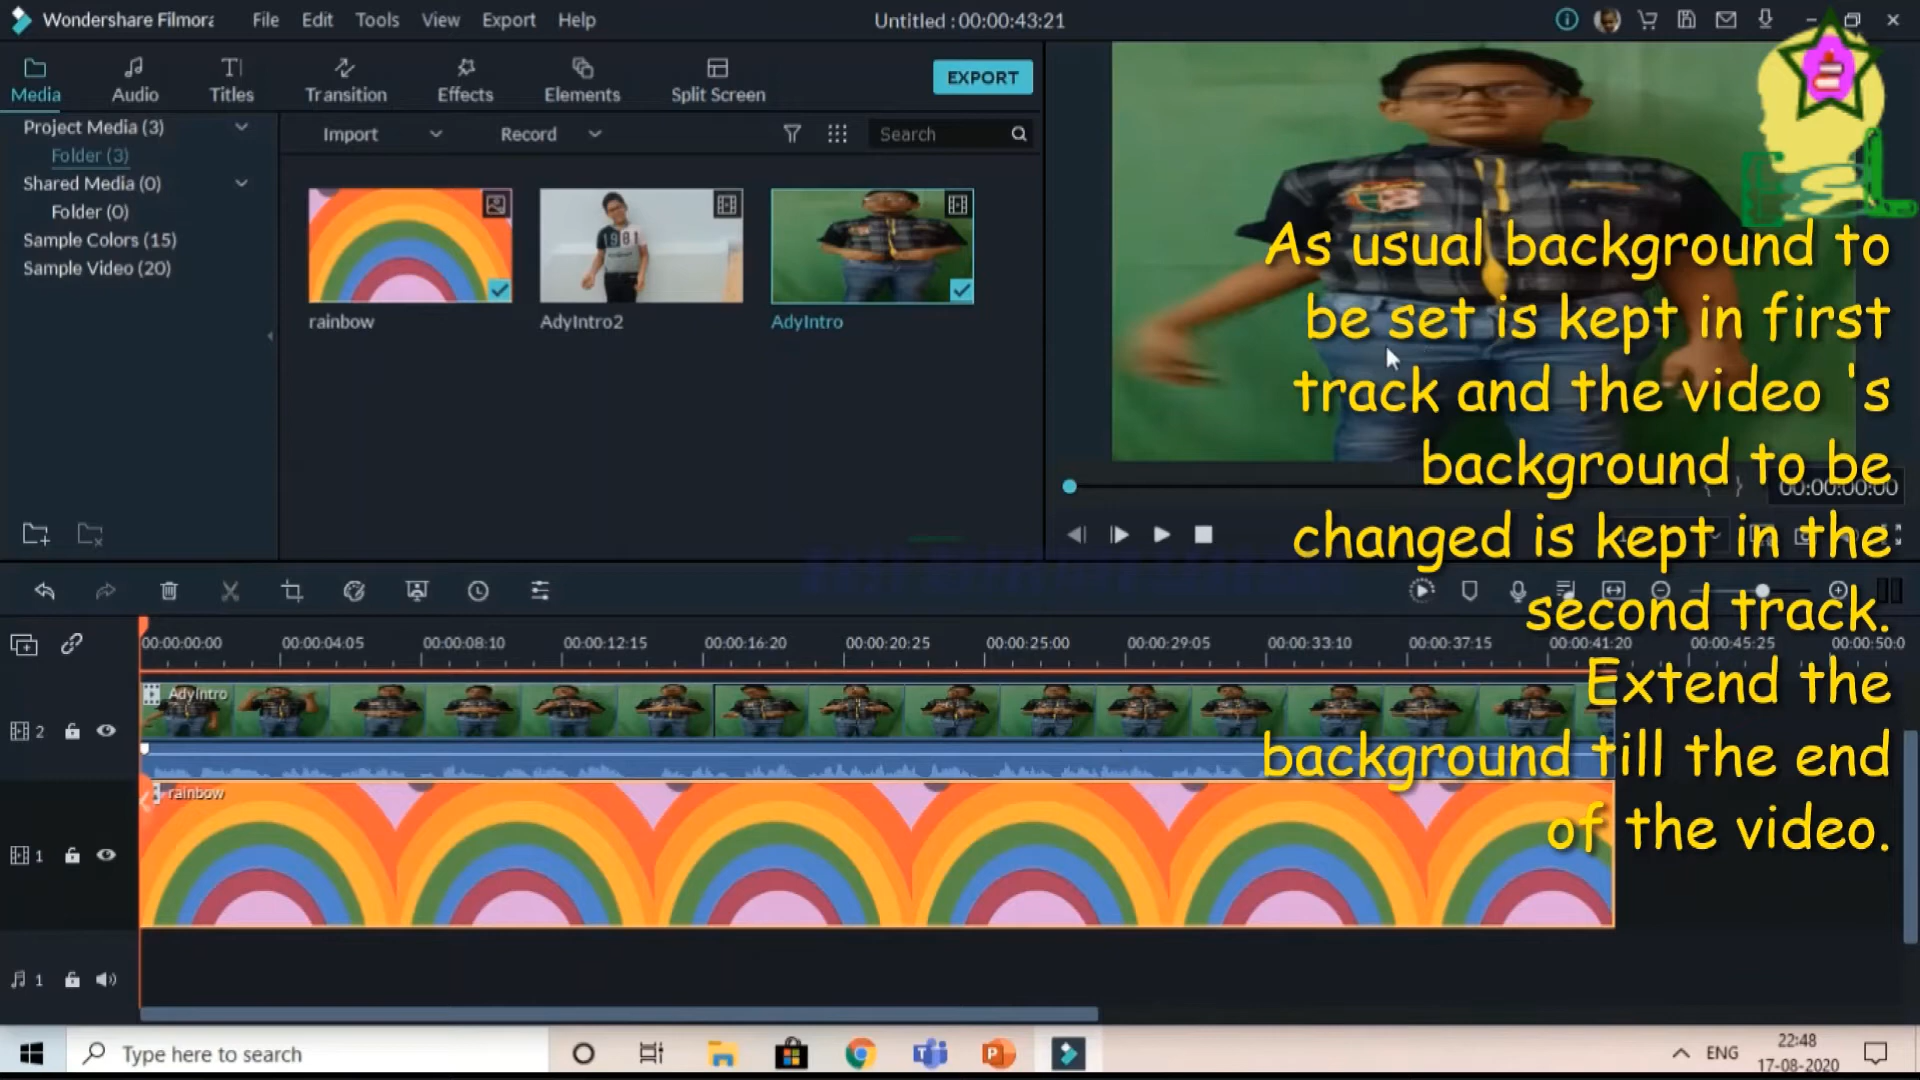 Wondershare Filmora
File
Edit
Tools
View
Export
Help
Untitled : 00:00:43:21
Media
Audio
Titles
Transition
Effects
Elements
Split Screen
EXPORT
Project Media (3)
Folder (3)
Shared Media (0)
Folder (0)
Sample Colors (15)
Sample Video (20)
Import
Record
Search
rainbow
AdyIntro2
AdyIntro
1981
As usual background to
be set is kept in first
track and the video 's
background to be
changed is kept in the
second track.
Extend the
background till the end
of the video.
00:00:00:00
00:00:00:00
00:00:04:05
00:00:08:10
00:00:12:15
00:00:16:20
00:00:20:25
00:00:25:00
00:00:29:05
00:00:33:10
00:00:37:15
00:00:41:20
00:00:45:25
00:00:50:0
AdyIntro
2
rainbow
1
1
Type here to search
ENG
22:48
17-08-2020